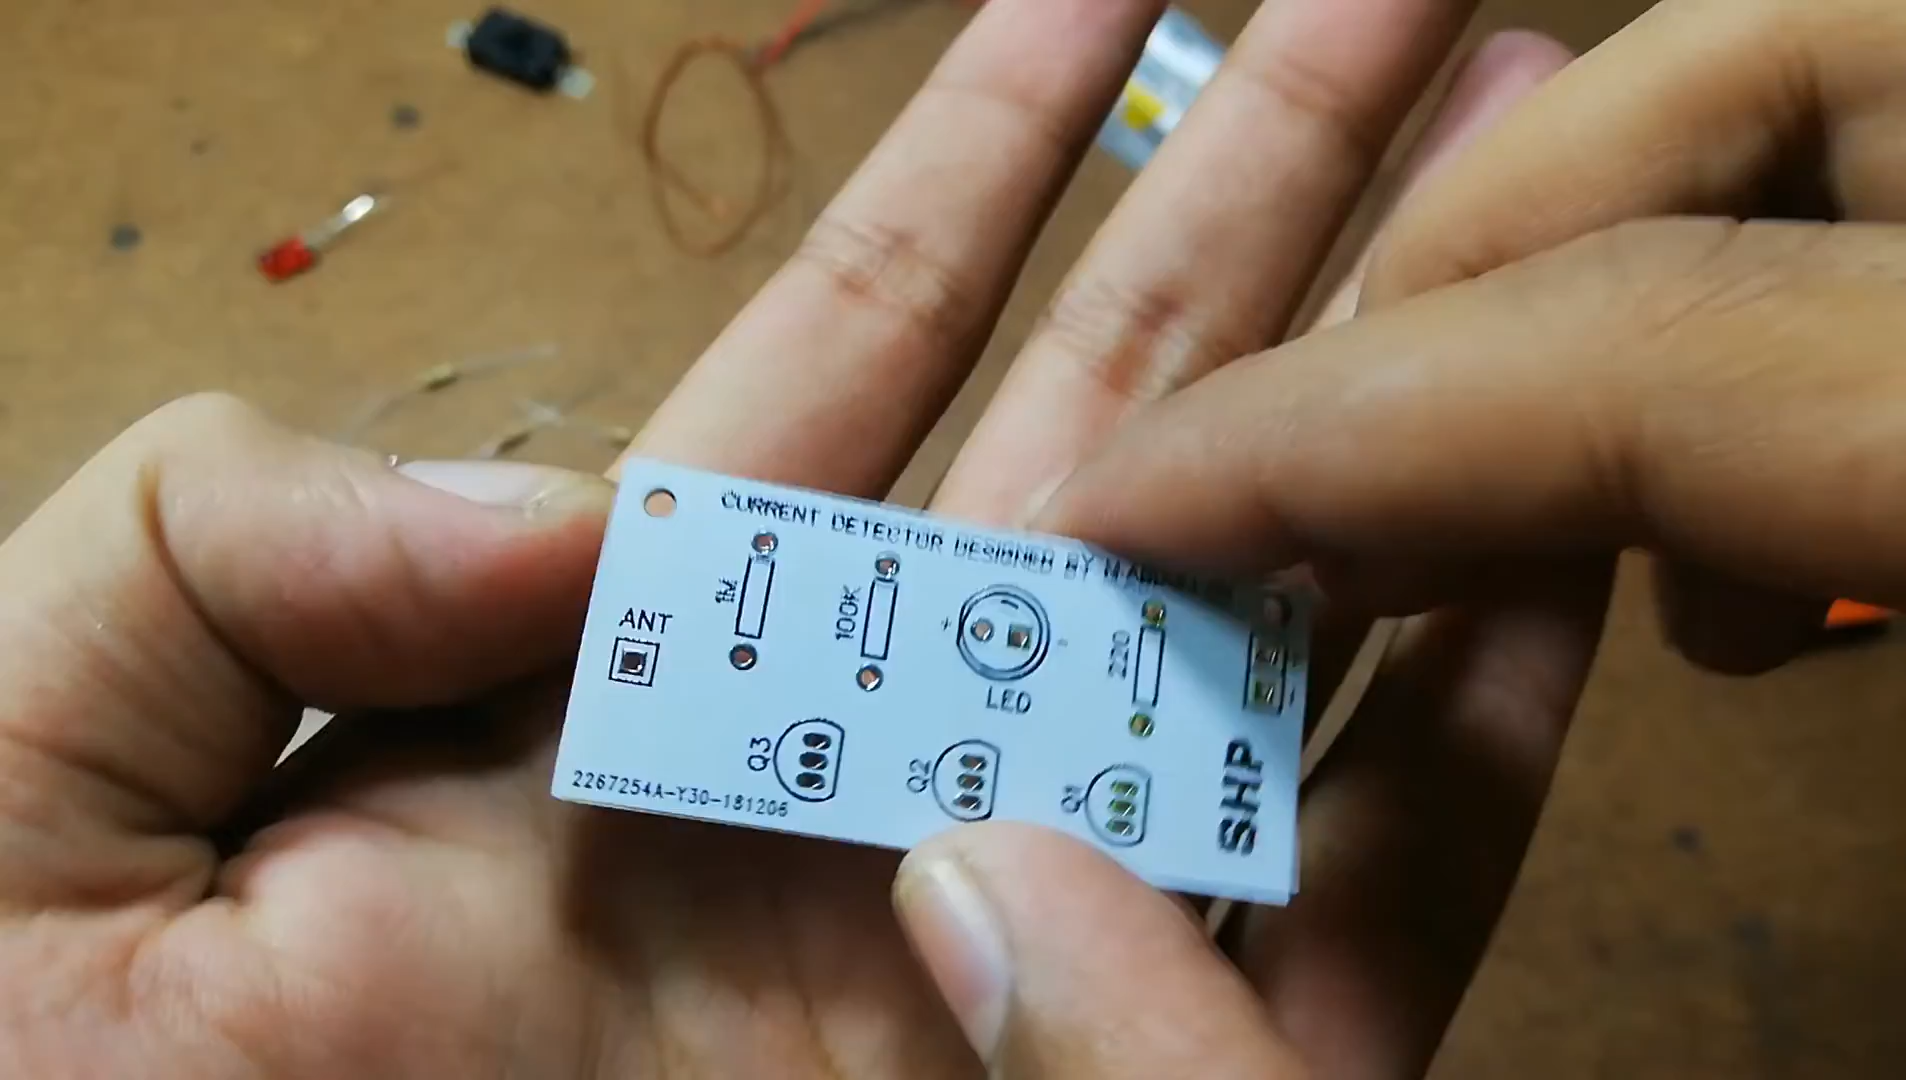 CURRENT DETECTOR DESIGNED BY
1M
100K
ANT
+
-
LED
220
-
Q3
Q2
Q1
SHP
2267254A-Y30-181206